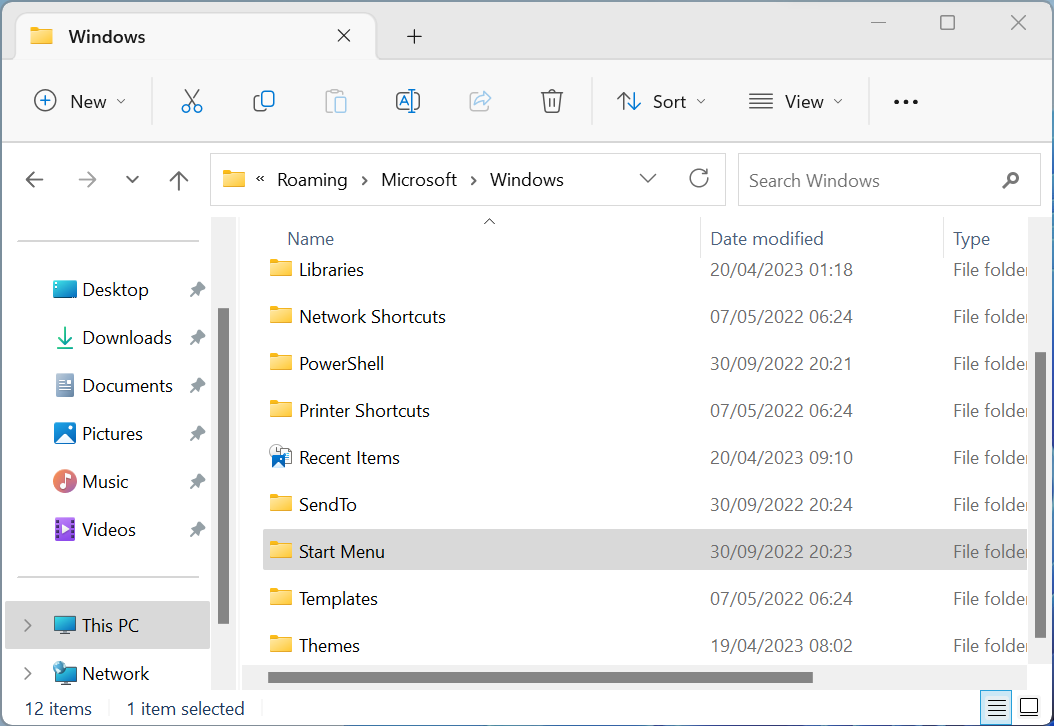 Windows
New
Sort
View
« Roaming > Microsoft > Windows
Search Windows
Name Date modified Type
Desktop
Downloads
Documents
Pictures
Music
Videos
This PC
Network
Libraries 20/04/2023 01:18 File folder
Network Shortcuts 07/05/2022 06:24 File folder
PowerShell 30/09/2022 20:21 File folder
Printer Shortcuts 07/05/2022 06:24 File folder
Recent Items 20/04/2023 09:10 File folder
SendTo 30/09/2022 20:24 File folder
Start Menu 30/09/2022 20:23 File folder
Templates 07/05/2022 06:24 File folder
Themes 19/04/2023 08:02 File folder
12 items 1 item selected